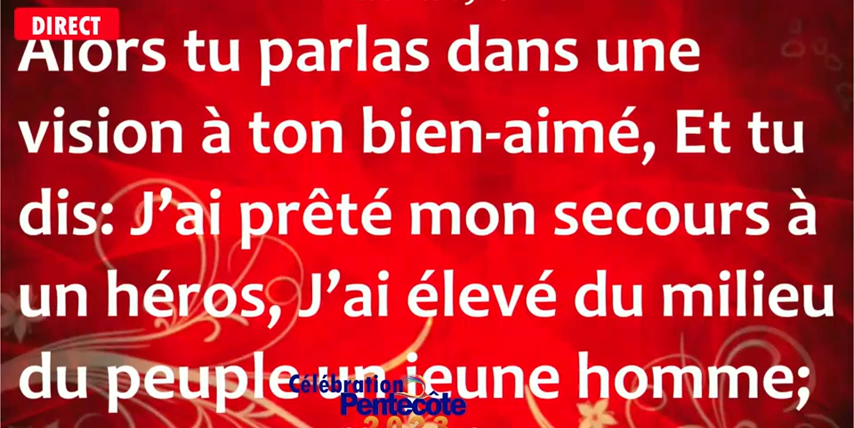 DIRECT
Alors tu parlas dans une
vision à ton bien-aimé, Et tu
dis: J’ai prêté mon secours à
un héros, J’ai élevé du milieu
du peuple un jeune homme;
Célébration
Pentecôte
2023